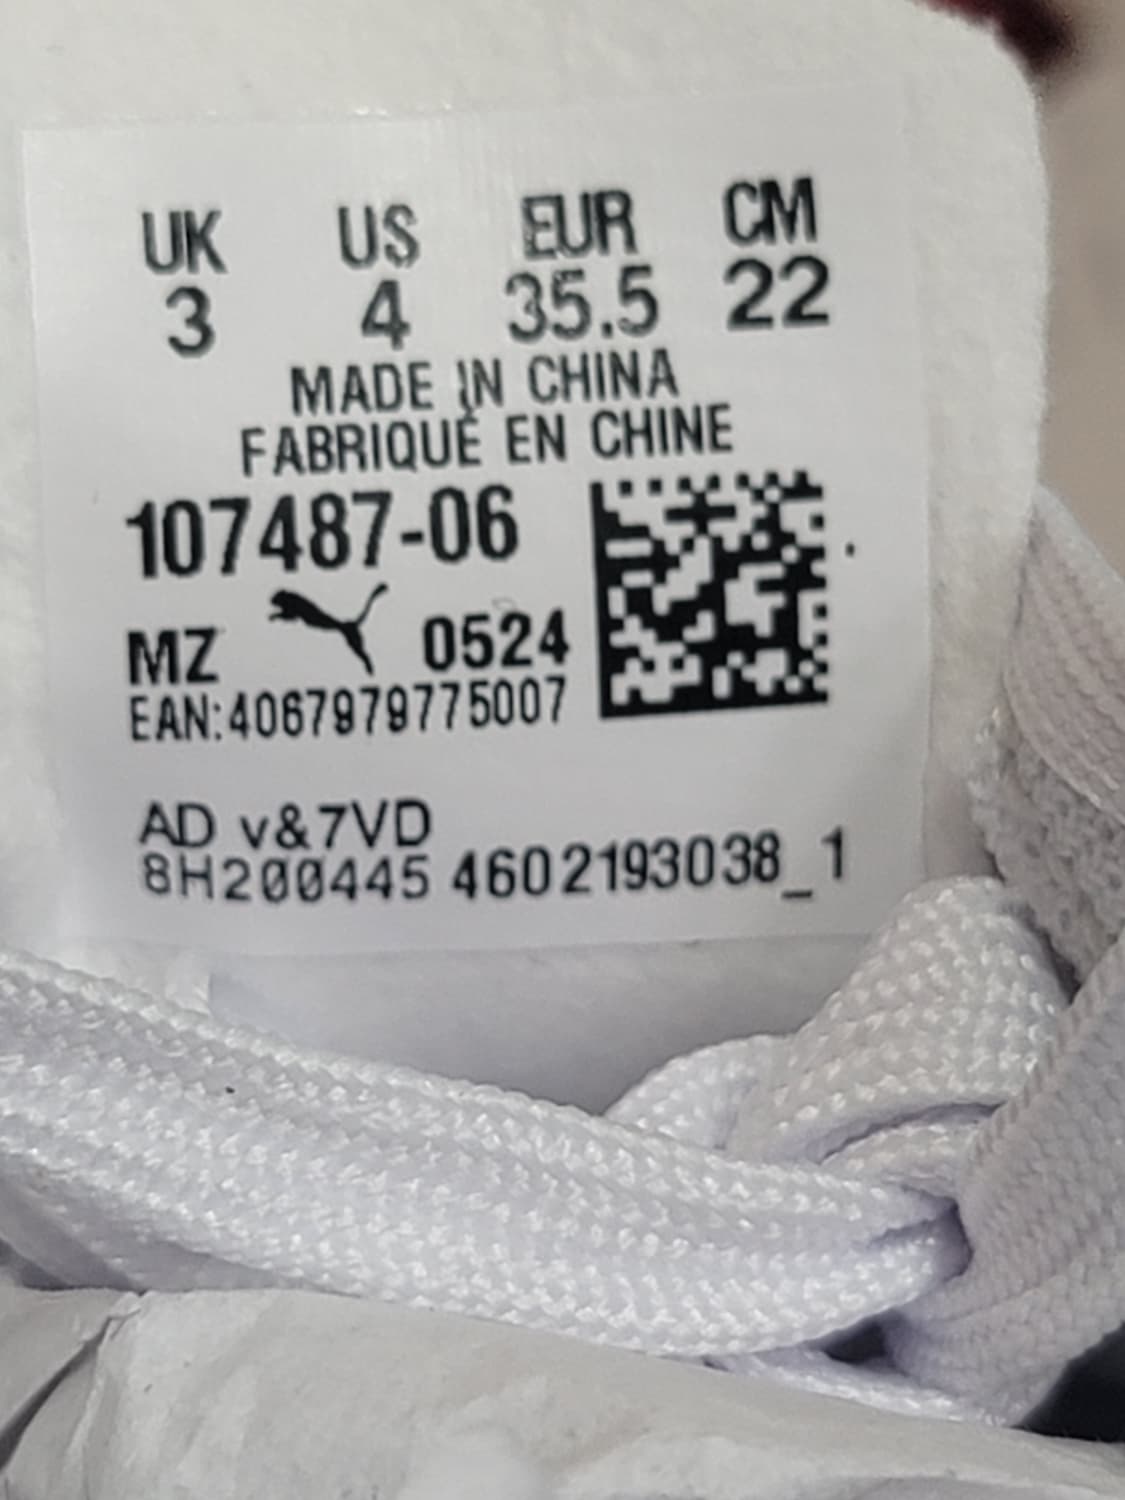 UK US EUR CM
3 4 35.5 22
MADE IN CHINA
FABRIQUÉ EN CHINE
107487-06
MZ 0524
EAN:4067979775007
AD v&7VD
8H200445 4602193038_1